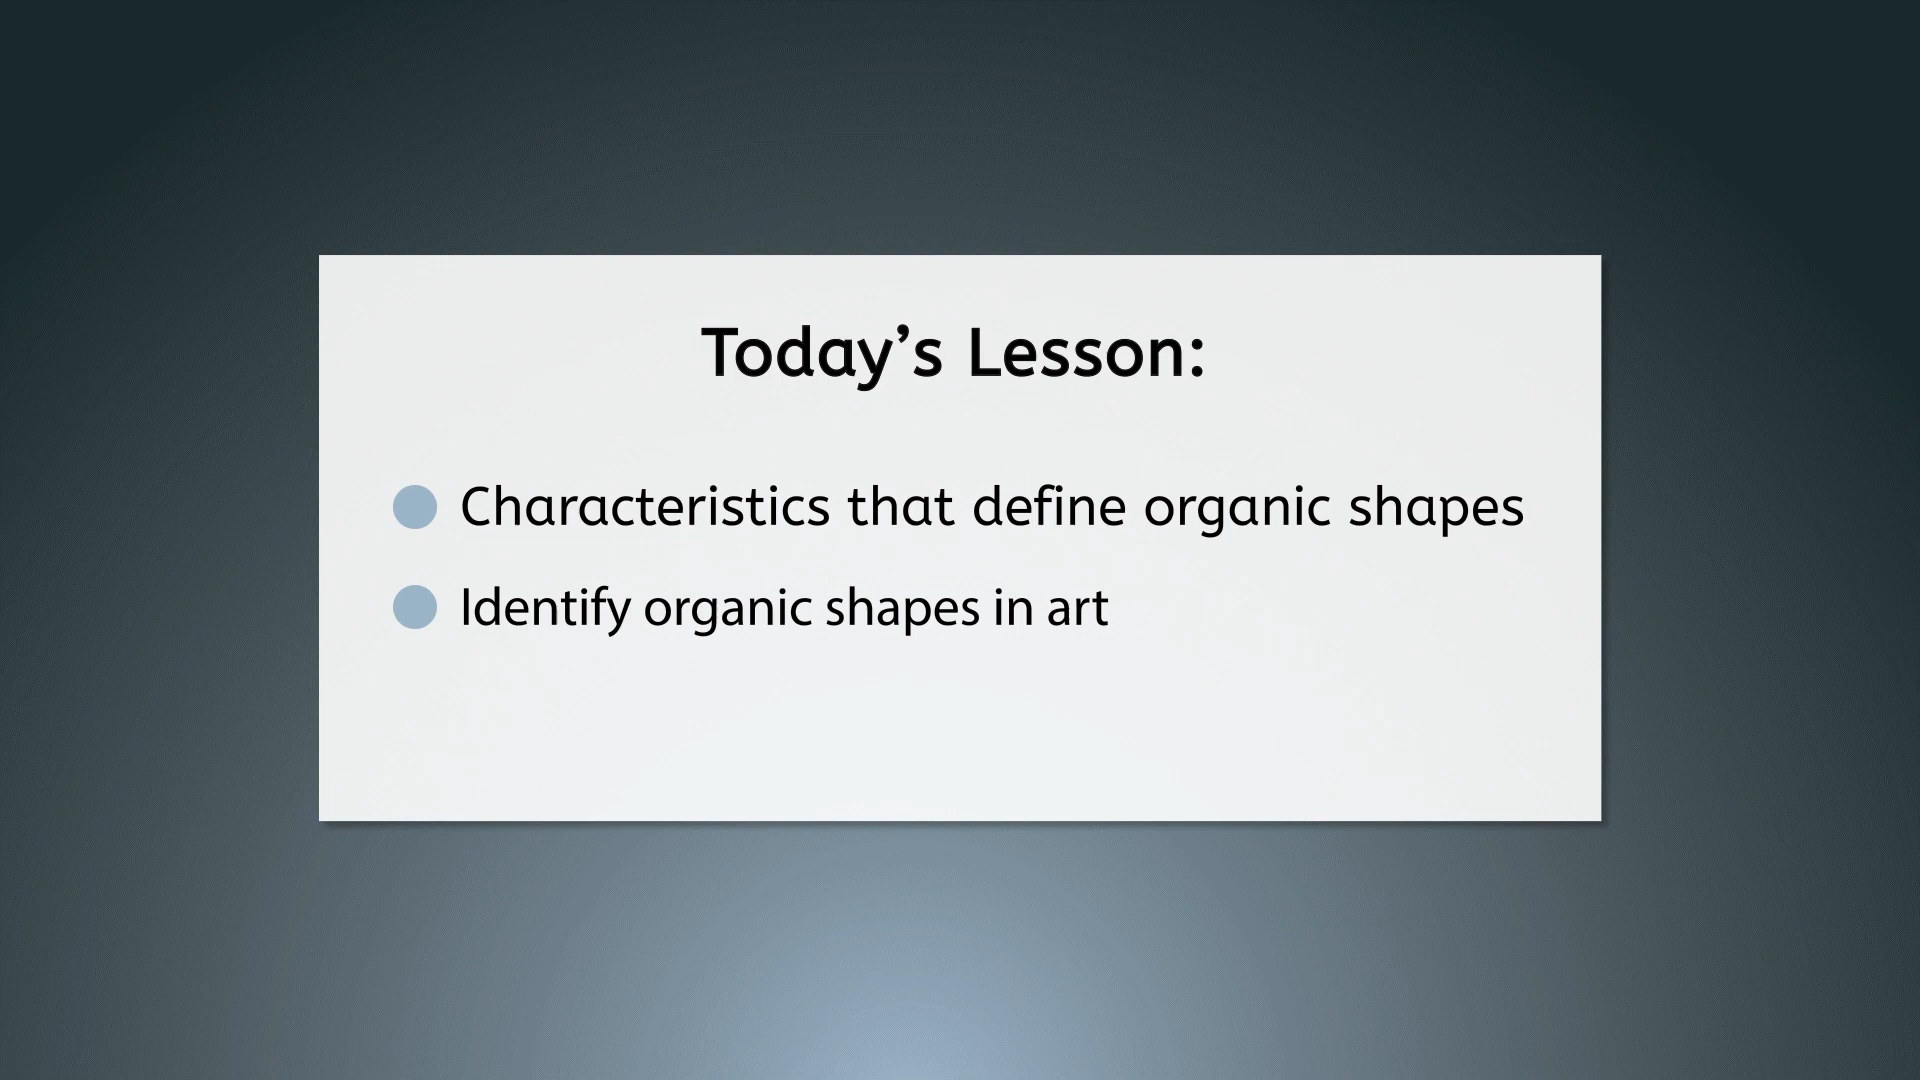 Today’s Lesson:
Characteristics that define organic shapes
Identify organic shapes in art